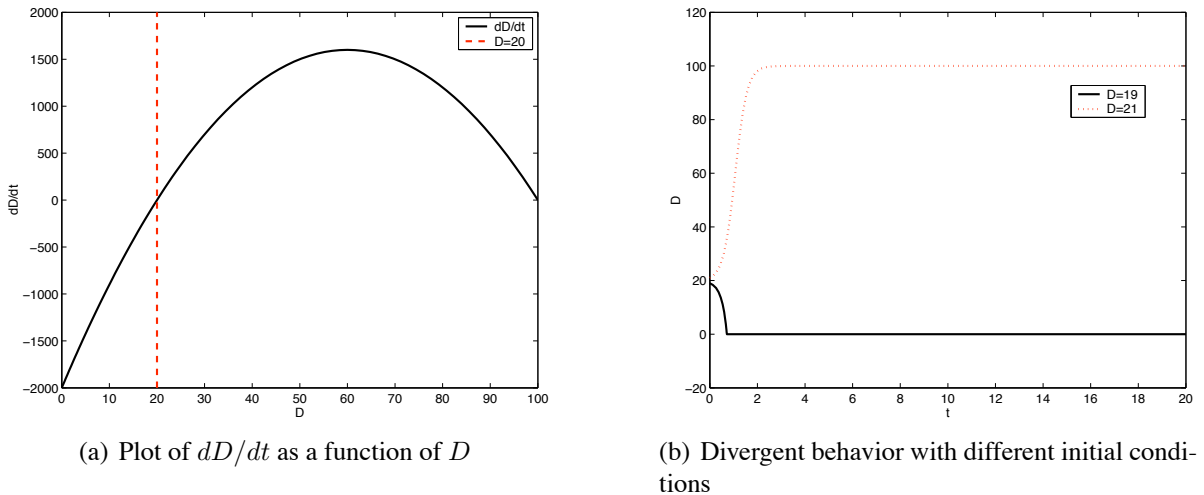 2000
1500
1000
500
0
−500
−1000
−1500
−2000
dD/dt
0 10 20 30 40 50 60 70 80 90 100
D
dD/dt
D=20
(a) Plot of dD/dt as a function of D
120
100
80
60
40
20
0
−20
D
0 2 4 6 8 10 12 14 16 18 20
t
D=19
D=21
(b) Divergent behavior with different initial condi-
tions